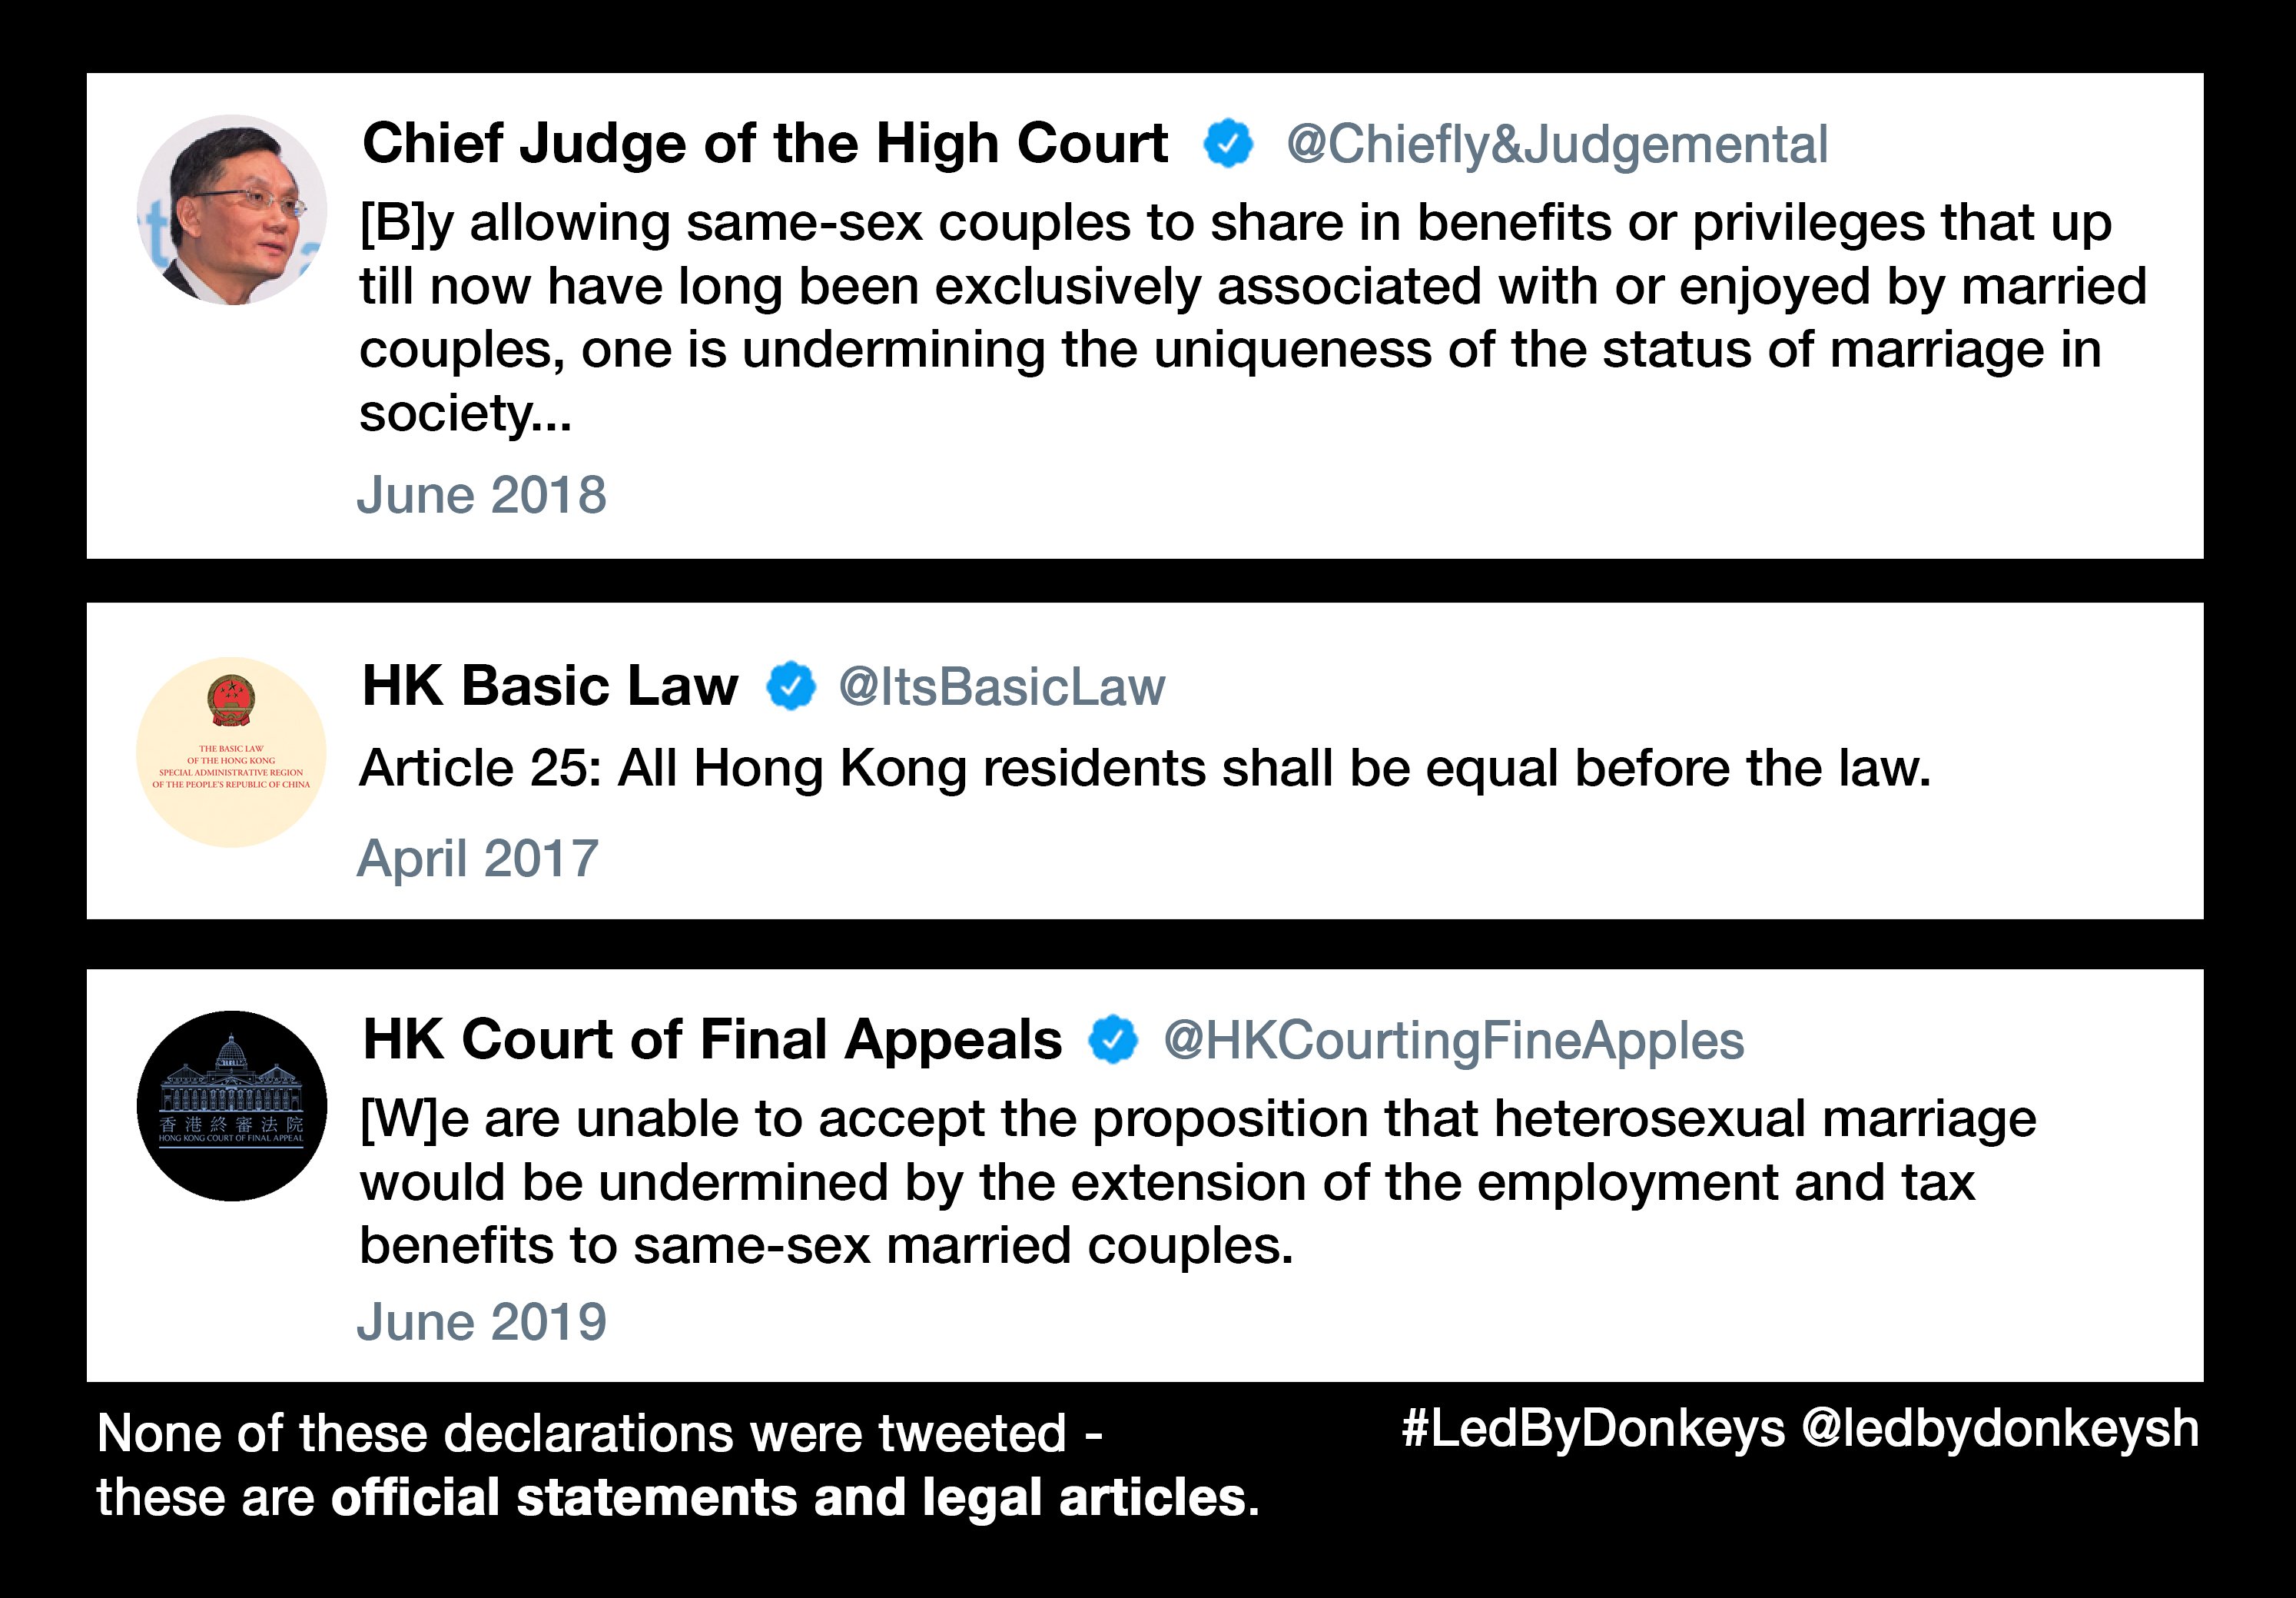 Chief Judge of the High Court @Chiefly&Judgemental
[B]y allowing same-sex couples to share in benefits or privileges that up
till now have long been exclusively associated with or enjoyed by married
couples, one is undermining the uniqueness of the status of marriage in
society...
June 2018
HK Basic Law @ItsBasicLaw
THE BASIC LAW
OF THE HONG KONG
SPECIAL ADMINISTRATIVE REGION
OF THE PEOPLE'S REPUBLIC OF CHINA
Article 25: All Hong Kong residents shall be equal before the law.
April 2017
HK Court of Final Appeals @HKCourtingFineApples
香港終審法院
HONG KONG COURT OF FINAL APPEAL
[W]e are unable to accept the proposition that heterosexual marriage
would be undermined by the extension of the employment and tax
benefits to same-sex married couples.
June 2019
None of these declarations were tweeted -
these are official statements and legal articles.
#LedByDonkeys @ledbydonkeysh